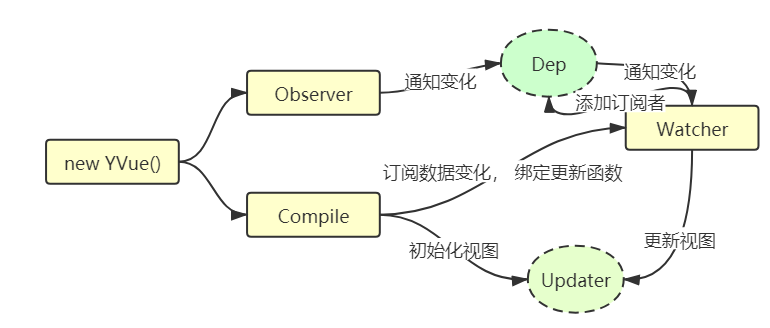 Dep
通知变化
通知变化
Observer
添加订阅者
Watcher
new YVue()
订阅数据变化， 绑定更新函数
Compile
初始化视图
更新视图
Updater